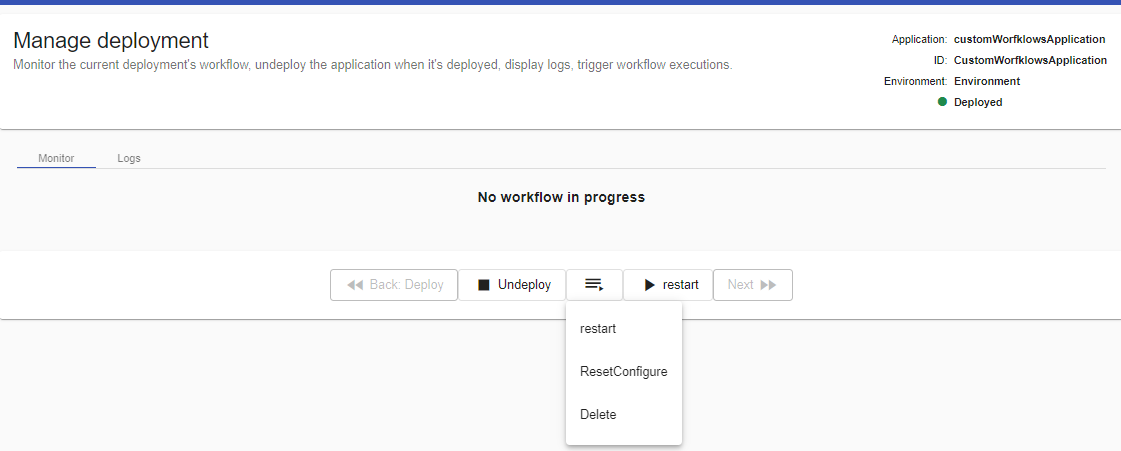 Manage deployment
Monitor the current deployment's workflow, undeploy the application when it's deployed, display logs, trigger workflow executions.
Application: customWorfklowsApplication
ID: CustomWorfklowsApplication
Environment: Environment
Deployed
Monitor Logs
No workflow in progress
Back: Deploy Undeploy restart Next
restart
ResetConfigure
Delete